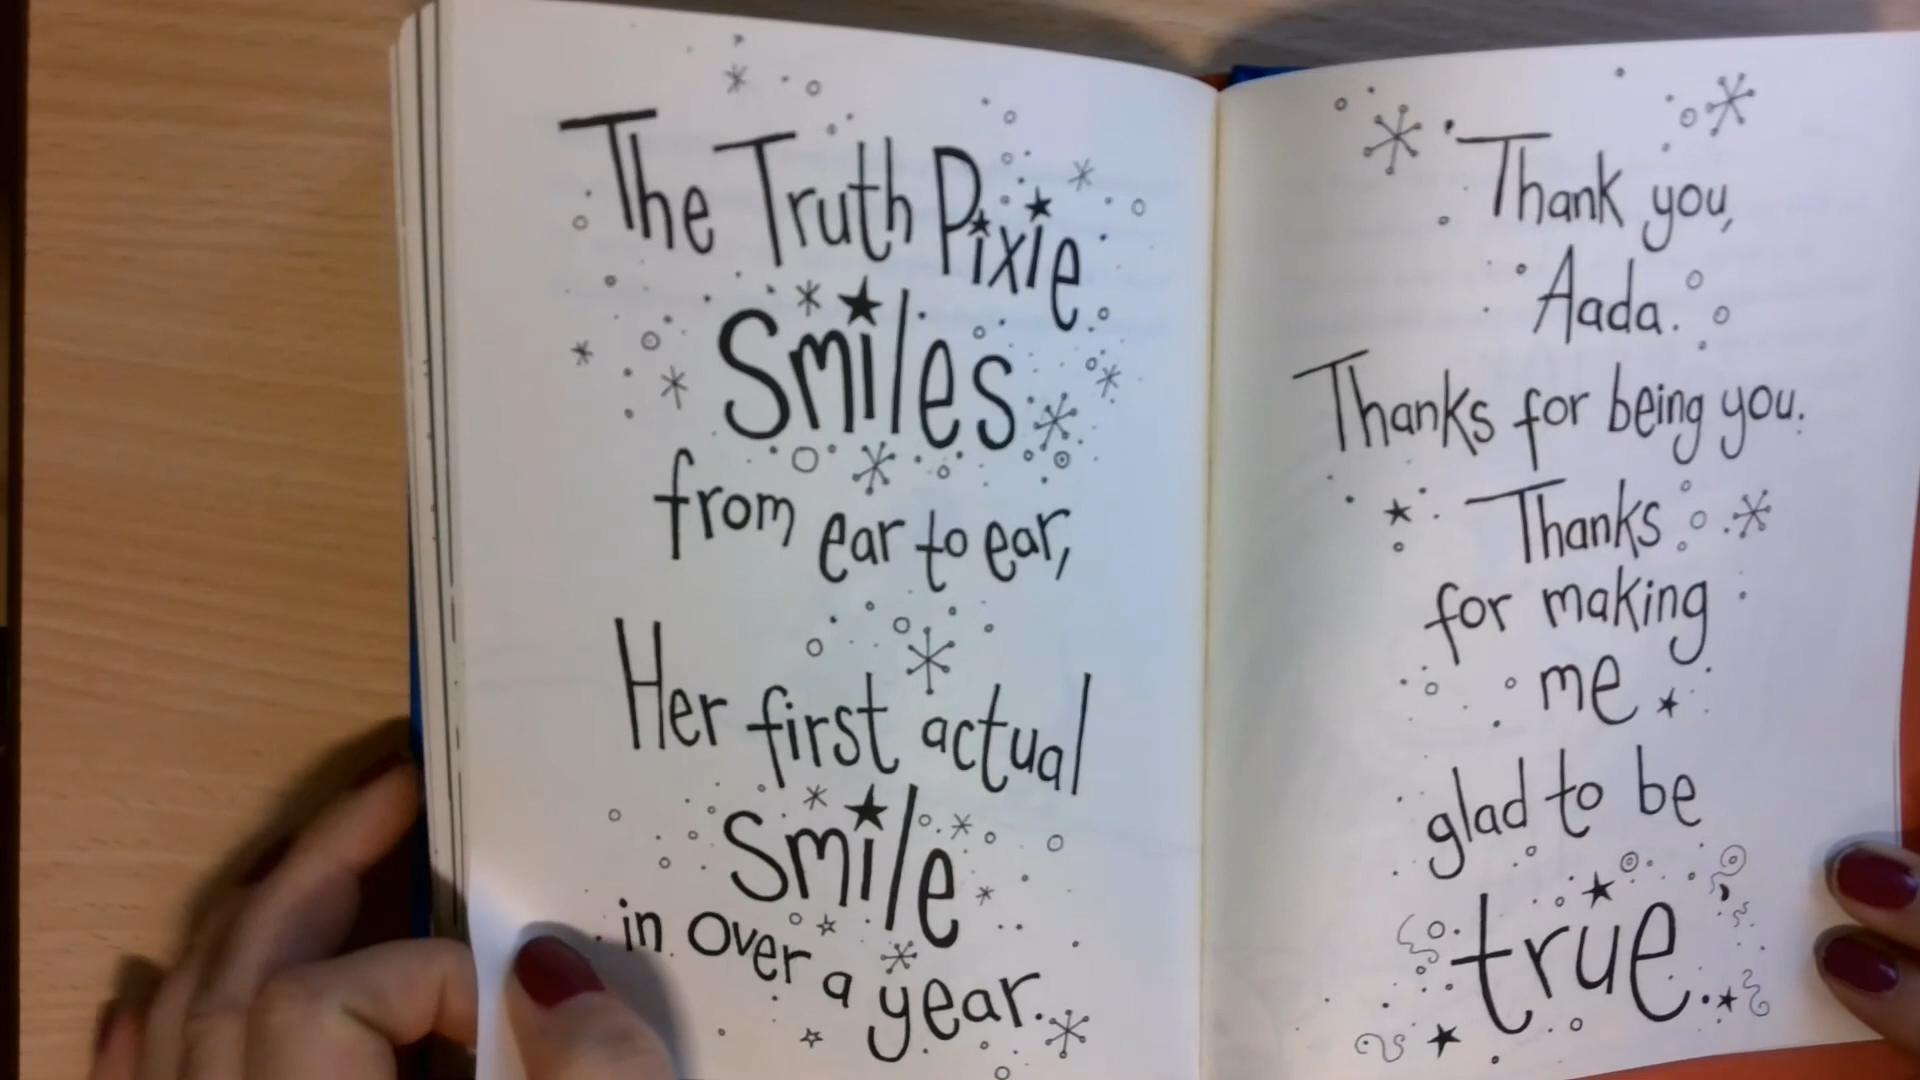 The Truth Pixie
Smiles
from ear to ear,
Her first actual
Smile
in over a year.
Thank you,
Aada.
Thanks for being you.
Thanks
for making
me
glad to be
true.